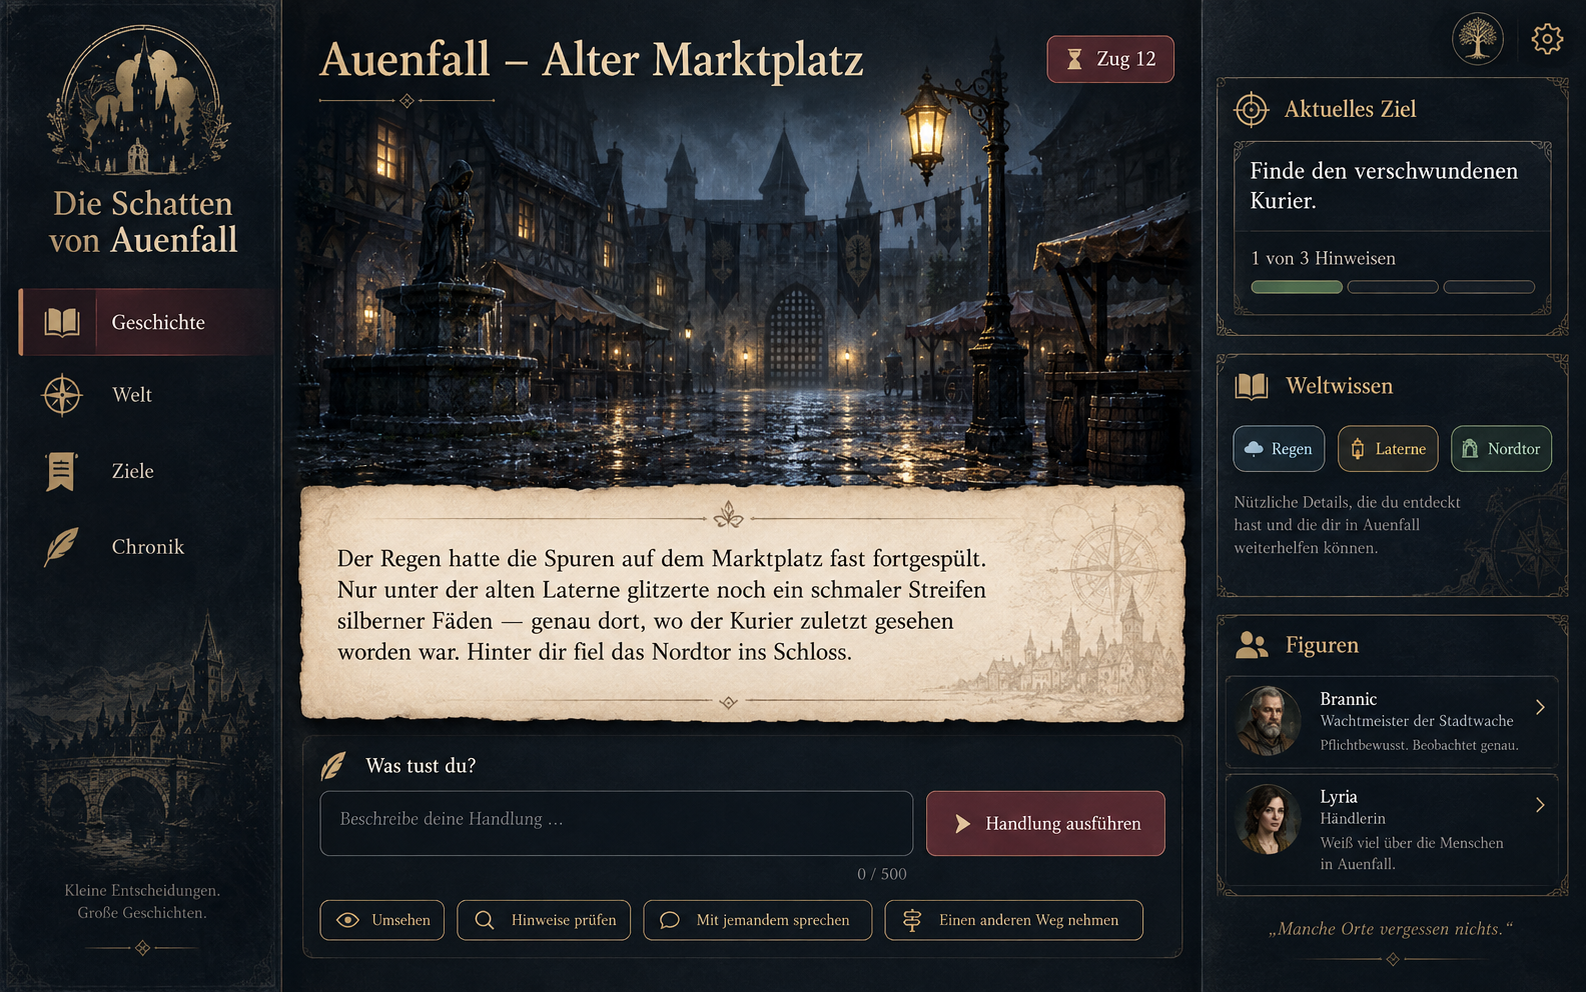 Die Schatten
von Auenfall
Geschichte
Welt
Ziele
Chronik
Kleine Entscheidungen.
Große Geschichten.
Auenfall – Alter Marktplatz
Zug 12
Der Regen hatte die Spuren auf dem Marktplatz fast fortgespült.
Nur unter der alten Laterne glitzerte noch ein schmaler Streifen
silberner Fäden — genau dort, wo der Kurier zuletzt gesehen
worden war. Hinter dir fiel das Nordtor ins Schloss.
Was tust du?
Beschreibe deine Handlung ...
Handlung ausführen
0 / 500
Umsehen
Hinweise prüfen
Mit jemandem sprechen
Einen anderen Weg nehmen
Aktuelles Ziel
Finde den verschwundenen
Kurier.
1 von 3 Hinweisen
Weltwissen
Regen
Laterne
Nordtor
Nützliche Details, die du entdeckt
hast und die dir in Auenfall
weiterhelfen können.
Figuren
Brannic
Wachtmeister der Stadtwache
Pflichtbewusst. Beobachtet genau.
Lyria
Händlerin
Weiß viel über die Menschen
in Auenfall.
„Manche Orte vergessen nichts.“